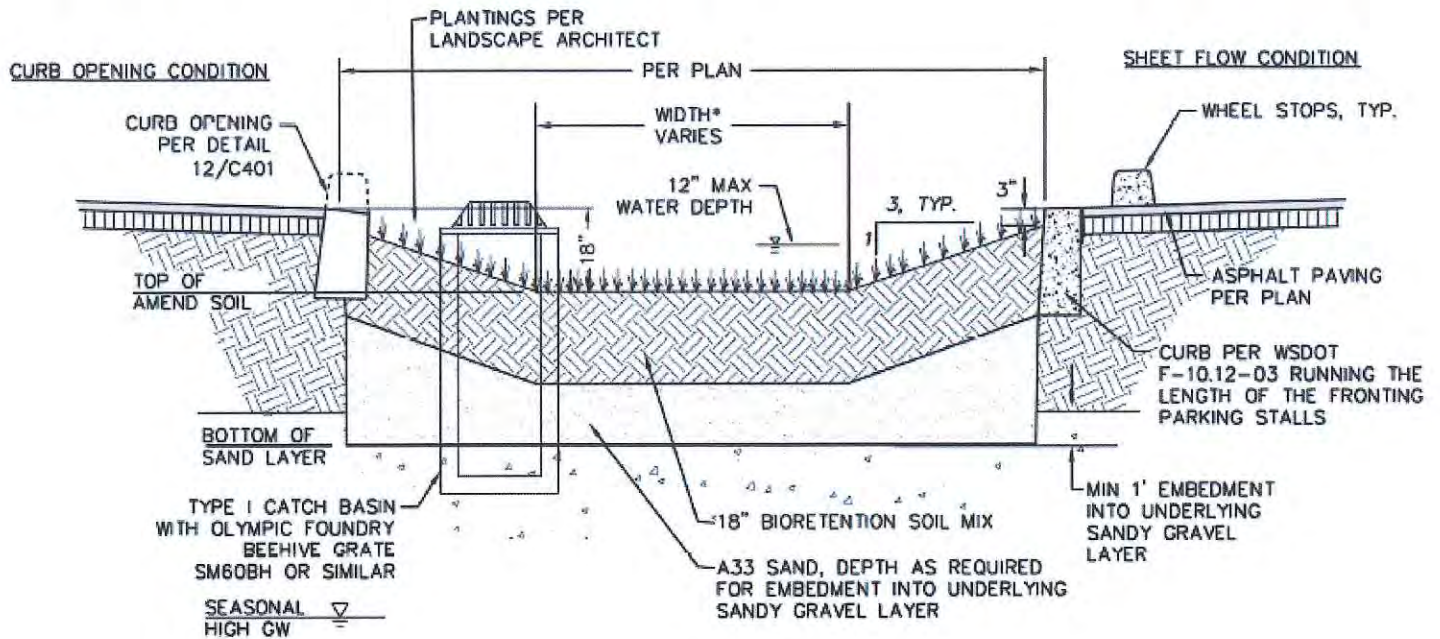 PLANTINGS PER
LANDSCAPE ARCHITECT
CURB OPENING CONDITION
PER PLAN
SHEET FLOW CONDITION
CURB OPENING
PER DETAIL
12/C401
WIDTH*
VARIES
WHEEL STOPS, TYP.
12" MAX
WATER DEPTH
3"
3, TYP.
1
18"
TOP OF
AMEND SOIL
ASPHALT PAVING
PER PLAN
CURB PER WSDOT
F-10.12-03 RUNNING THE
LENGTH OF THE FRONTING
PARKING STALLS
BOTTOM OF
SAND LAYER
TYPE I CATCH BASIN
WITH OLYMPIC FOUNDRY
BEEHIVE GRATE
SM60BH OR SIMILAR
18" BIORETENTION SOIL MIX
MIN 1' EMBEDMENT
INTO UNDERLYING
SANDY GRAVEL
LAYER
A33 SAND, DEPTH AS REQUIRED
FOR EMBEDMENT INTO UNDERLYING
SANDY GRAVEL LAYER
SEASONAL
HIGH GW